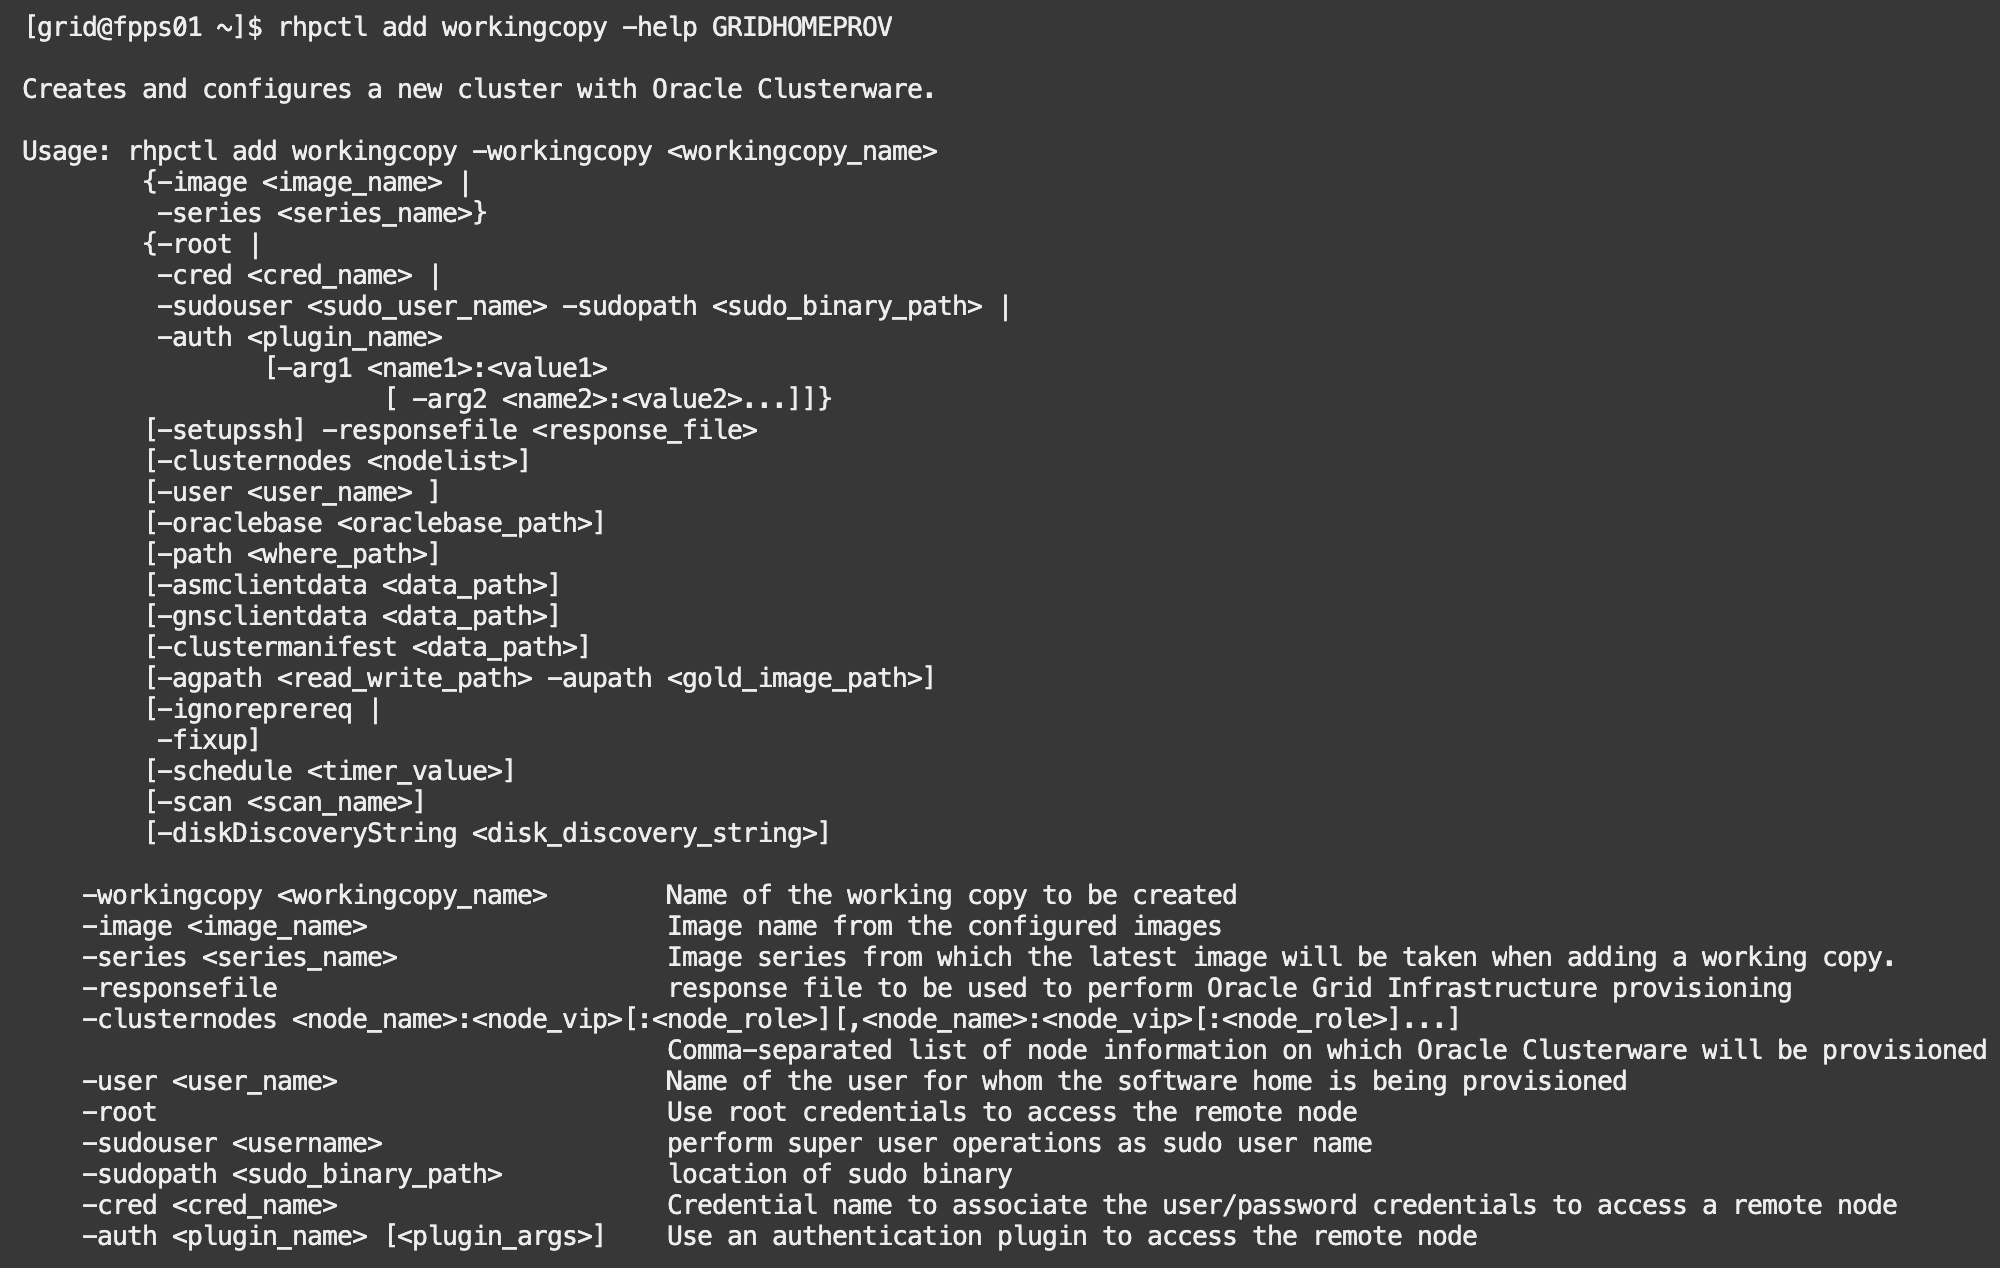 [grid@fpps01 ~]$ rhpctl add workingcopy -help GRIDHOMEPROV
Creates and configures a new cluster with Oracle Clusterware.
Usage: rhpctl add workingcopy -workingcopy <workingcopy_name>
{-image <image_name> |
-series <series_name>}
{-root |
-cred <cred_name> |
-sudouser <sudo_user_name> -sudopath <sudo_binary_path> |
-auth <plugin_name>
[-arg1 <name1>:<value1>
[ -arg2 <name2>:<value2>...]]}
[-setupssh] -responsefile <response_file>
[-clusternodes <nodelist>]
[-user <user_name> ]
[-oraclebase <oraclebase_path>]
[-path <where_path>]
[-asmclientdata <data_path>]
[-gnsclientdata <data_path>]
[-clustermanifest <data_path>]
[-agpath <read_write_path> -aupath <gold_image_path>]
[-ignoreprereq |
-fixup]
[-schedule <timer_value>]
[-scan <scan_name>]
[-diskDiscoveryString <disk_discovery_string>]
-workingcopy <workingcopy_name> Name of the working copy to be created
-image <image_name> Image name from the configured images
-series <series_name> Image series from which the latest image will be taken when adding a working copy.
-responsefile response file to be used to perform Oracle Grid Infrastructure provisioning
-clusternodes <node_name>:<node_vip>[:<node_role>][,<node_name>:<node_vip>[:<node_role>]...]
Comma-separated list of node information on which Oracle Clusterware will be provisioned
-user <user_name> Name of the user for whom the software home is being provisioned
-root Use root credentials to access the remote node
-sudouser <username> perform super user operations as sudo user name
-sudopath <sudo_binary_path> location of sudo binary
-cred <cred_name> Credential name to associate the user/password credentials to access a remote node
-auth <plugin_name> [<plugin_args>] Use an authentication plugin to access the remote node